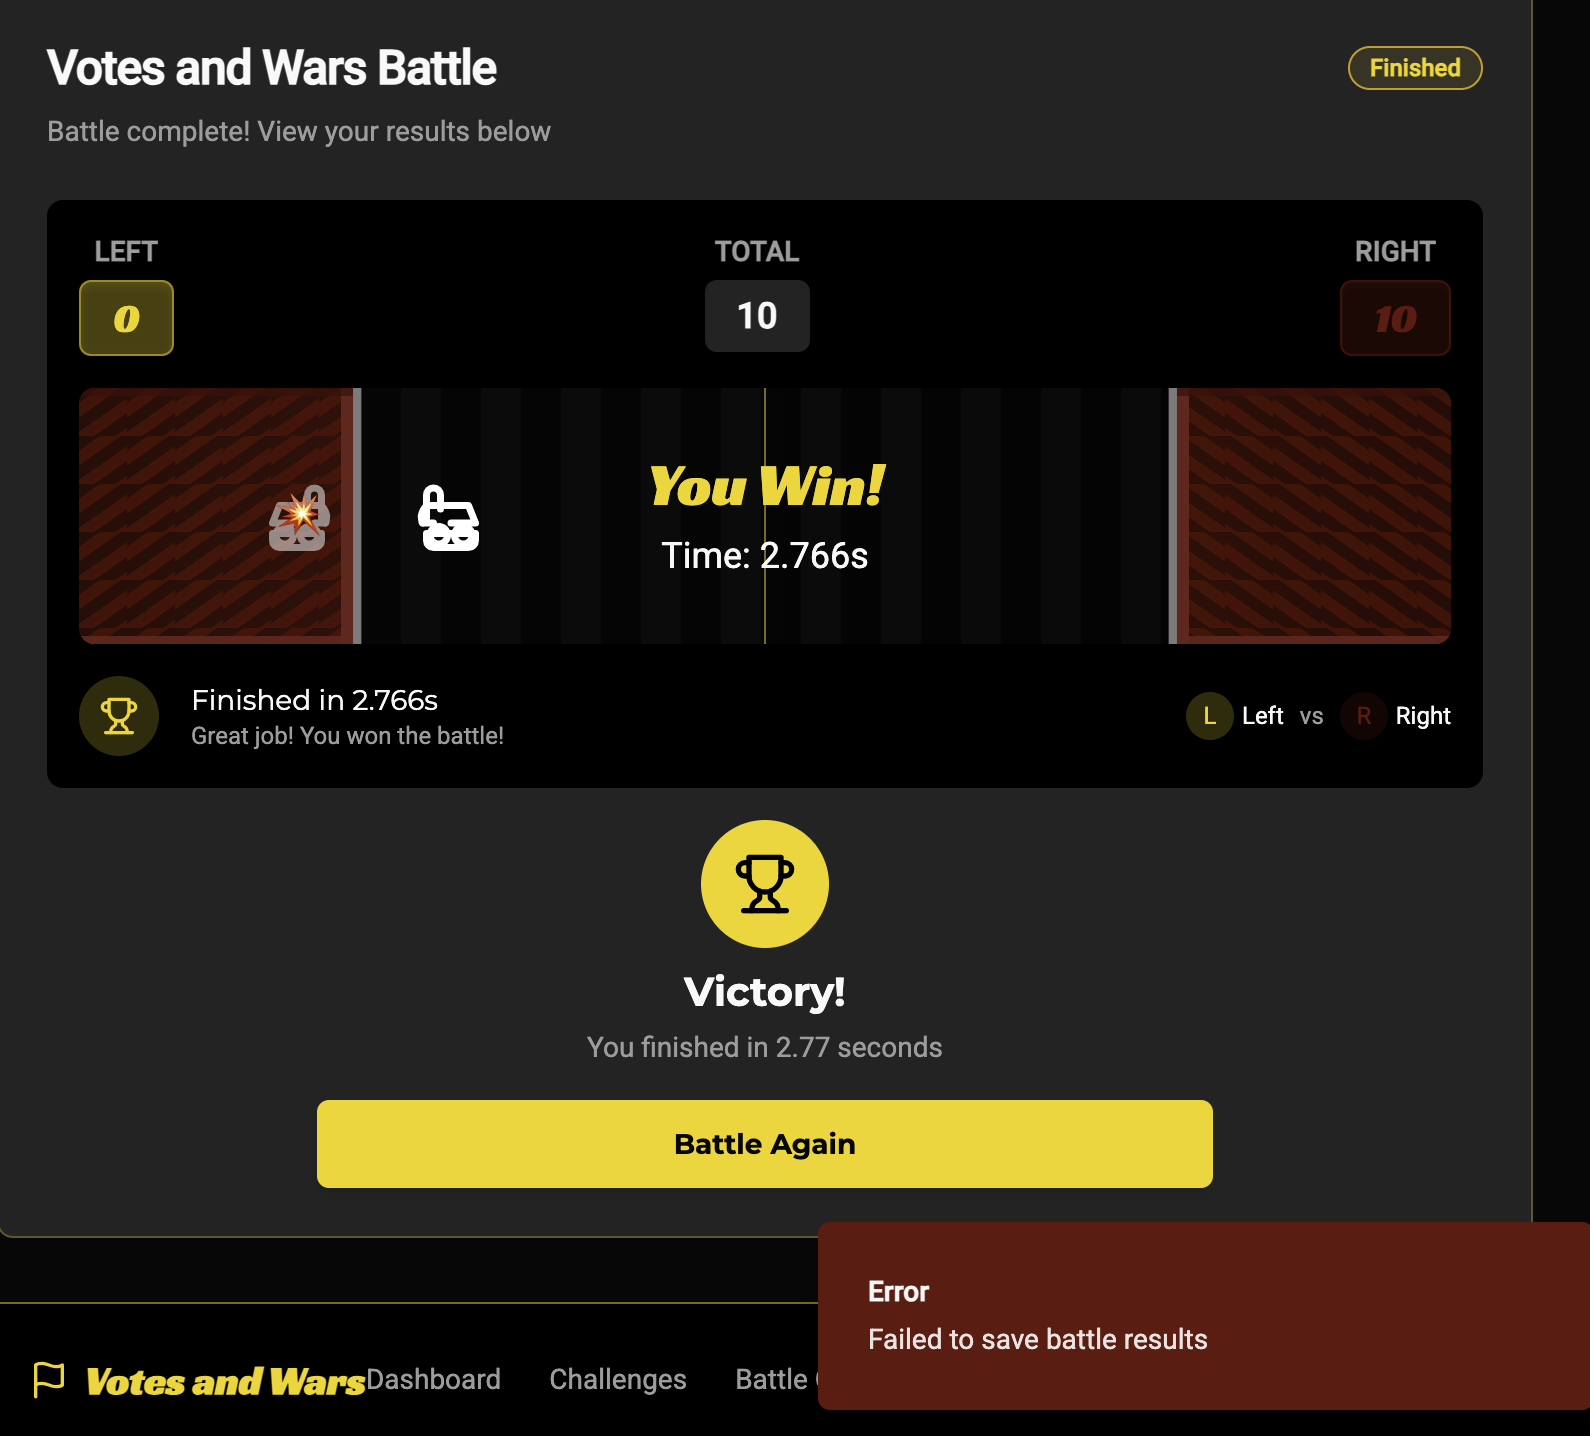 Votes and Wars Battle
Finished
Battle complete! View your results below
LEFT
TOTAL
RIGHT
0
10
10
You Win!
Time: 2.766s
Finished in 2.766s
Great job! You won the battle!
L Left vs R Right
Victory!
You finished in 2.77 seconds
Battle Again
Error
Failed to save battle results
Votes and Wars
Dashboard
Challenges
Battle